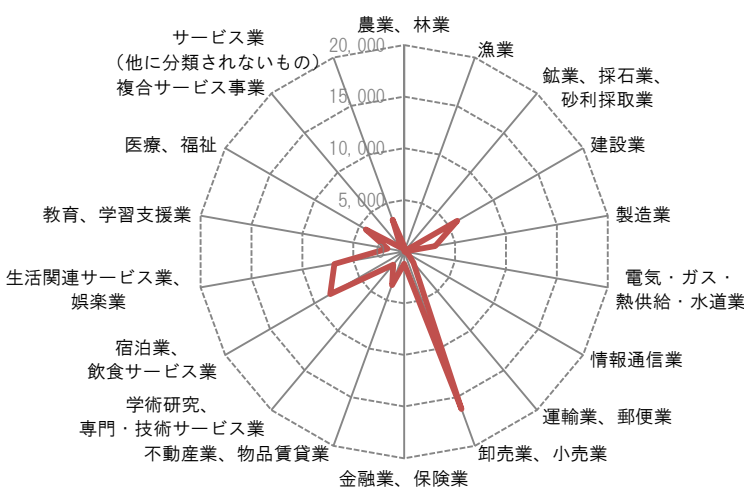 農業、林業
漁業
鉱業、採石業、
砂利採取業
建設業
製造業
電気・ガス・
熱供給・水道業
情報通信業
運輸業、郵便業
卸売業、小売業
金融業、保険業
不動産業、物品賃貸業
学術研究、
専門・技術サービス業
宿泊業、
飲食サービス業
生活関連サービス業、
娯楽業
教育、学習支援業
医療、福祉
複合サービス事業
サービス業
（他に分類されないもの）
20,000
15,000
10,000
5,000